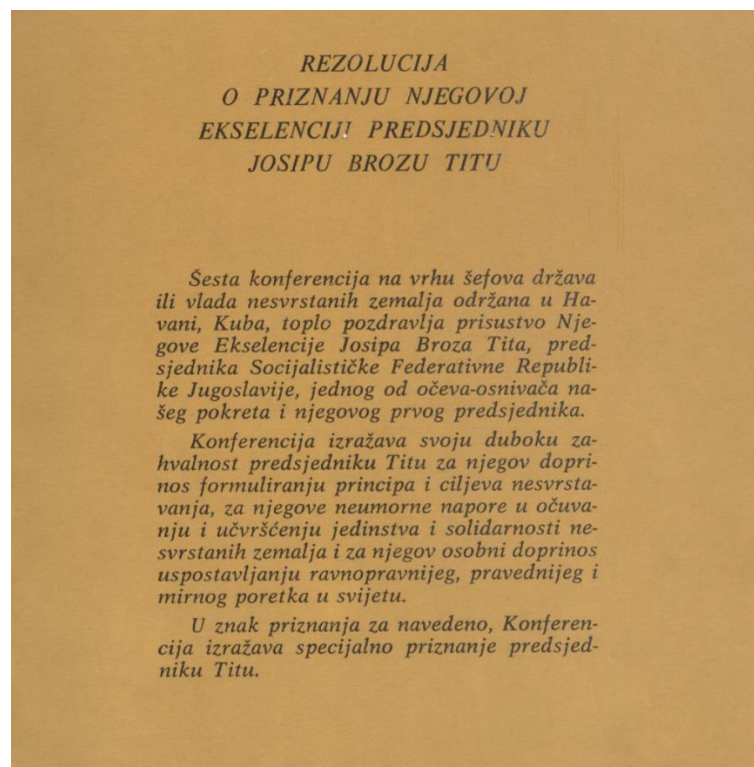 REZOLUCIJA
O PRIZNANJU NJEGOVOJ
EKSELENCIJI PREDSJEDNIKU
JOSIPU BROZU TITU
Šesta konferencija na vrhu šefova država
ili vlada nesvrstanih zemalja održana u Ha-
vani, Kuba, toplo pozdravlja prisustvo Nje-
gove Ekselencije Josipa Broza Tita, pred-
sjednika Socijalističke Federativne Republi-
ke Jugoslavije, jednog od očeva-osnivača na-
šeg pokreta i njegovog prvog predsjednika.
Konferencija izražava svoju duboku za-
hvalnost predsjedniku Titu za njegov dopri-
nos formuliranju principa i ciljeva nesvrsta-
vanja, za njegove neumorne napore u očuva-
nju i učvršćenju jedinstva i solidarnosti ne-
svrstanih zemalja i za njegov osobni doprinos
uspostavljanju ravnopravnijeg, pravednijeg i
mirnog poretka u svijetu.
U znak priznanja za navedeno, Konferen-
cija izražava specijalno priznanje predsjed-
niku Titu.